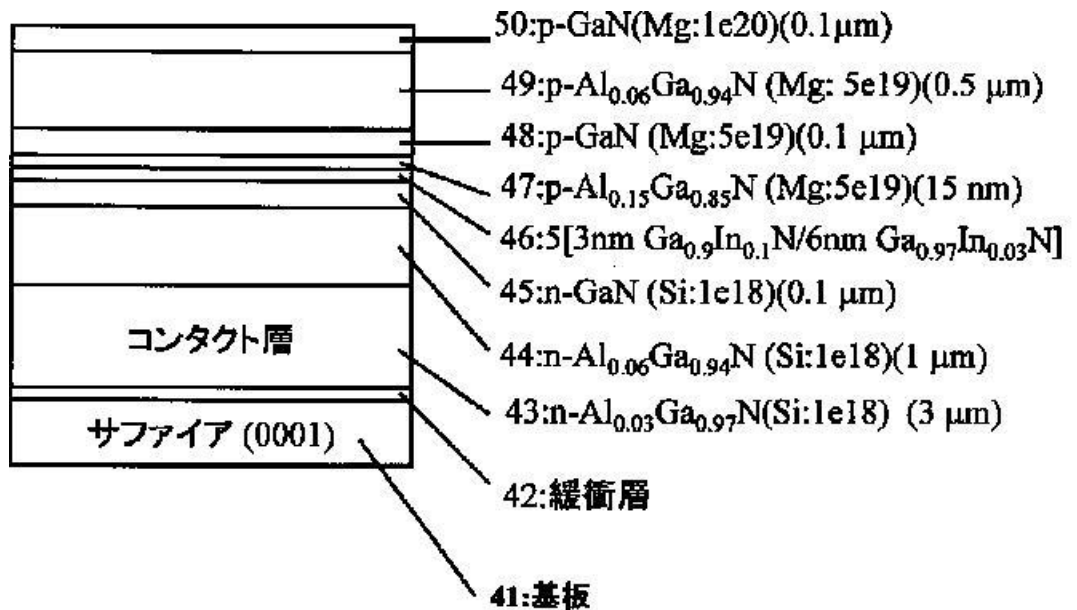 50:p-GaN(Mg:1e20)(0.1μm)
49:p-Al0.06Ga0.94N (Mg: 5e19)(0.5 μm)
48:p-GaN (Mg:5e19)(0.1 μm)
47:p-Al0.15Ga0.85N (Mg:5e19)(15 nm)
46:5[3nm Ga0.9In0.1N/6nm Ga0.97In0.03N]
45:n-GaN (Si:1e18)(0.1 μm)
コンタクト層
44:n-Al0.06Ga0.94N (Si:1e18)(1 μm)
43:n-Al0.03Ga0.97N(Si:1e18) (3 μm)
サファイア (0001)
42:緩衝層
41:基板